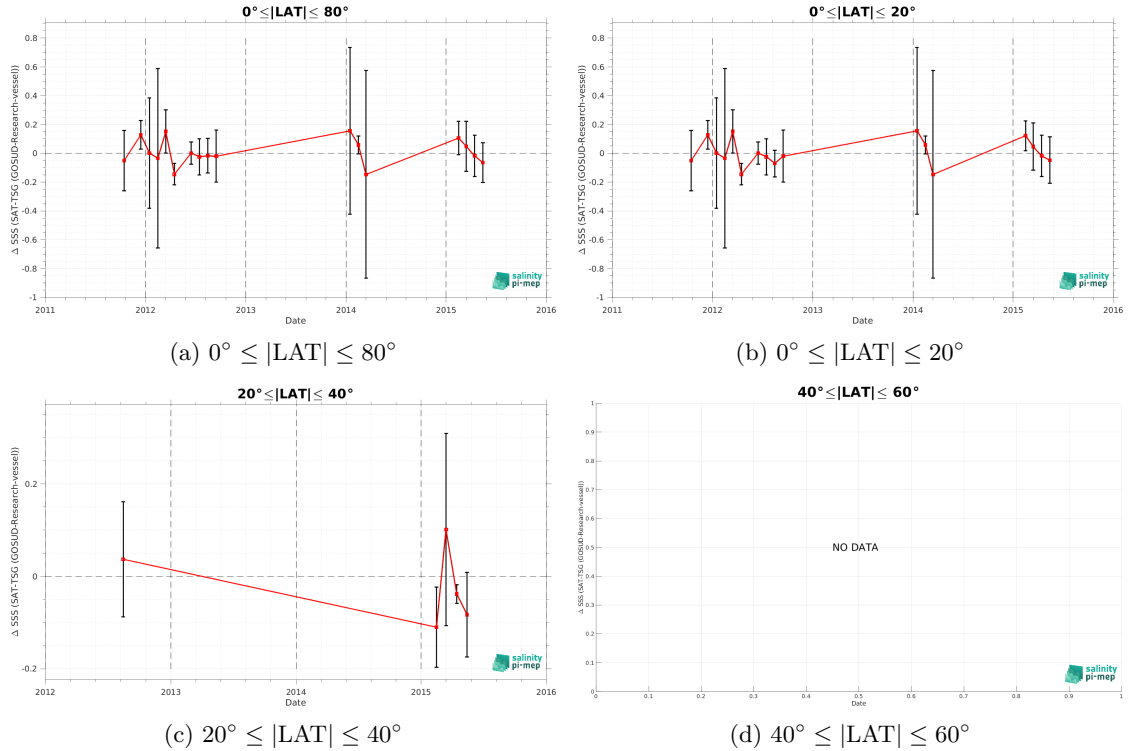 0°≤|LAT|≤ 80°
Δ SSS (SAT-TSG (GOSUD-Research-vessel))
0.8
0.6
0.4
0.2
0
-0.2
-0.4
-0.6
-0.8
-1
2011
2012
2013
2014
2015
2016
Date
salinity
pi-mep
(a) 0° ≤ |LAT| ≤ 80°
0°≤|LAT|≤ 20°
Δ SSS (SAT-TSG (GOSUD-Research-vessel))
0.8
0.6
0.4
0.2
0
-0.2
-0.4
-0.6
-0.8
-1
2011
2012
2013
2014
2015
2016
Date
salinity
pi-mep
(b) 0° ≤ |LAT| ≤ 20°
20°≤|LAT|≤ 40°
Δ SSS (SAT-TSG (GOSUD-Research-vessel))
0.2
0
-0.2
2012
2013
2014
2015
2016
Date
salinity
pi-mep
(c) 20° ≤ |LAT| ≤ 40°
40°≤|LAT|≤ 60°
Δ SSS (SAT-TSG (GOSUD-Research-vessel))
1
0.9
0.8
0.7
0.6
0.5
0.4
0.3
0.2
0.1
0
NO DATA
0
0.1
0.2
0.3
0.4
0.5
0.6
0.7
0.8
0.9
1
Date
salinity
pi-mep
(d) 40° ≤ |LAT| ≤ 60°